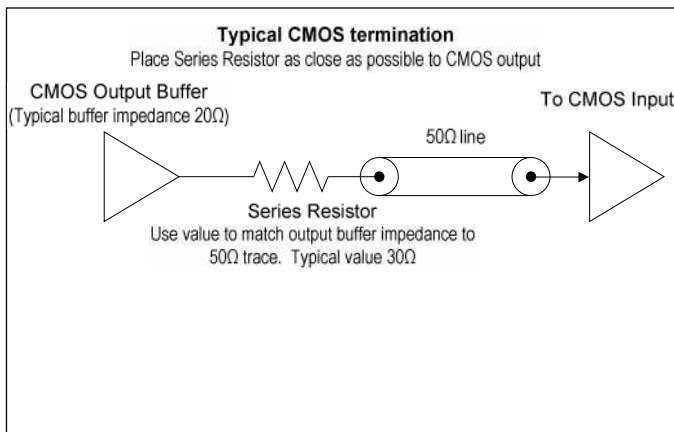 Typical CMOS termination
Place Series Resistor as close as possible to CMOS output
CMOS Output Buffer
(Typical buffer impedance 20Ω)
To CMOS Input
50Ω line
Series Resistor
Use value to match output buffer impedance to
50Ω trace. Typical value 30Ω